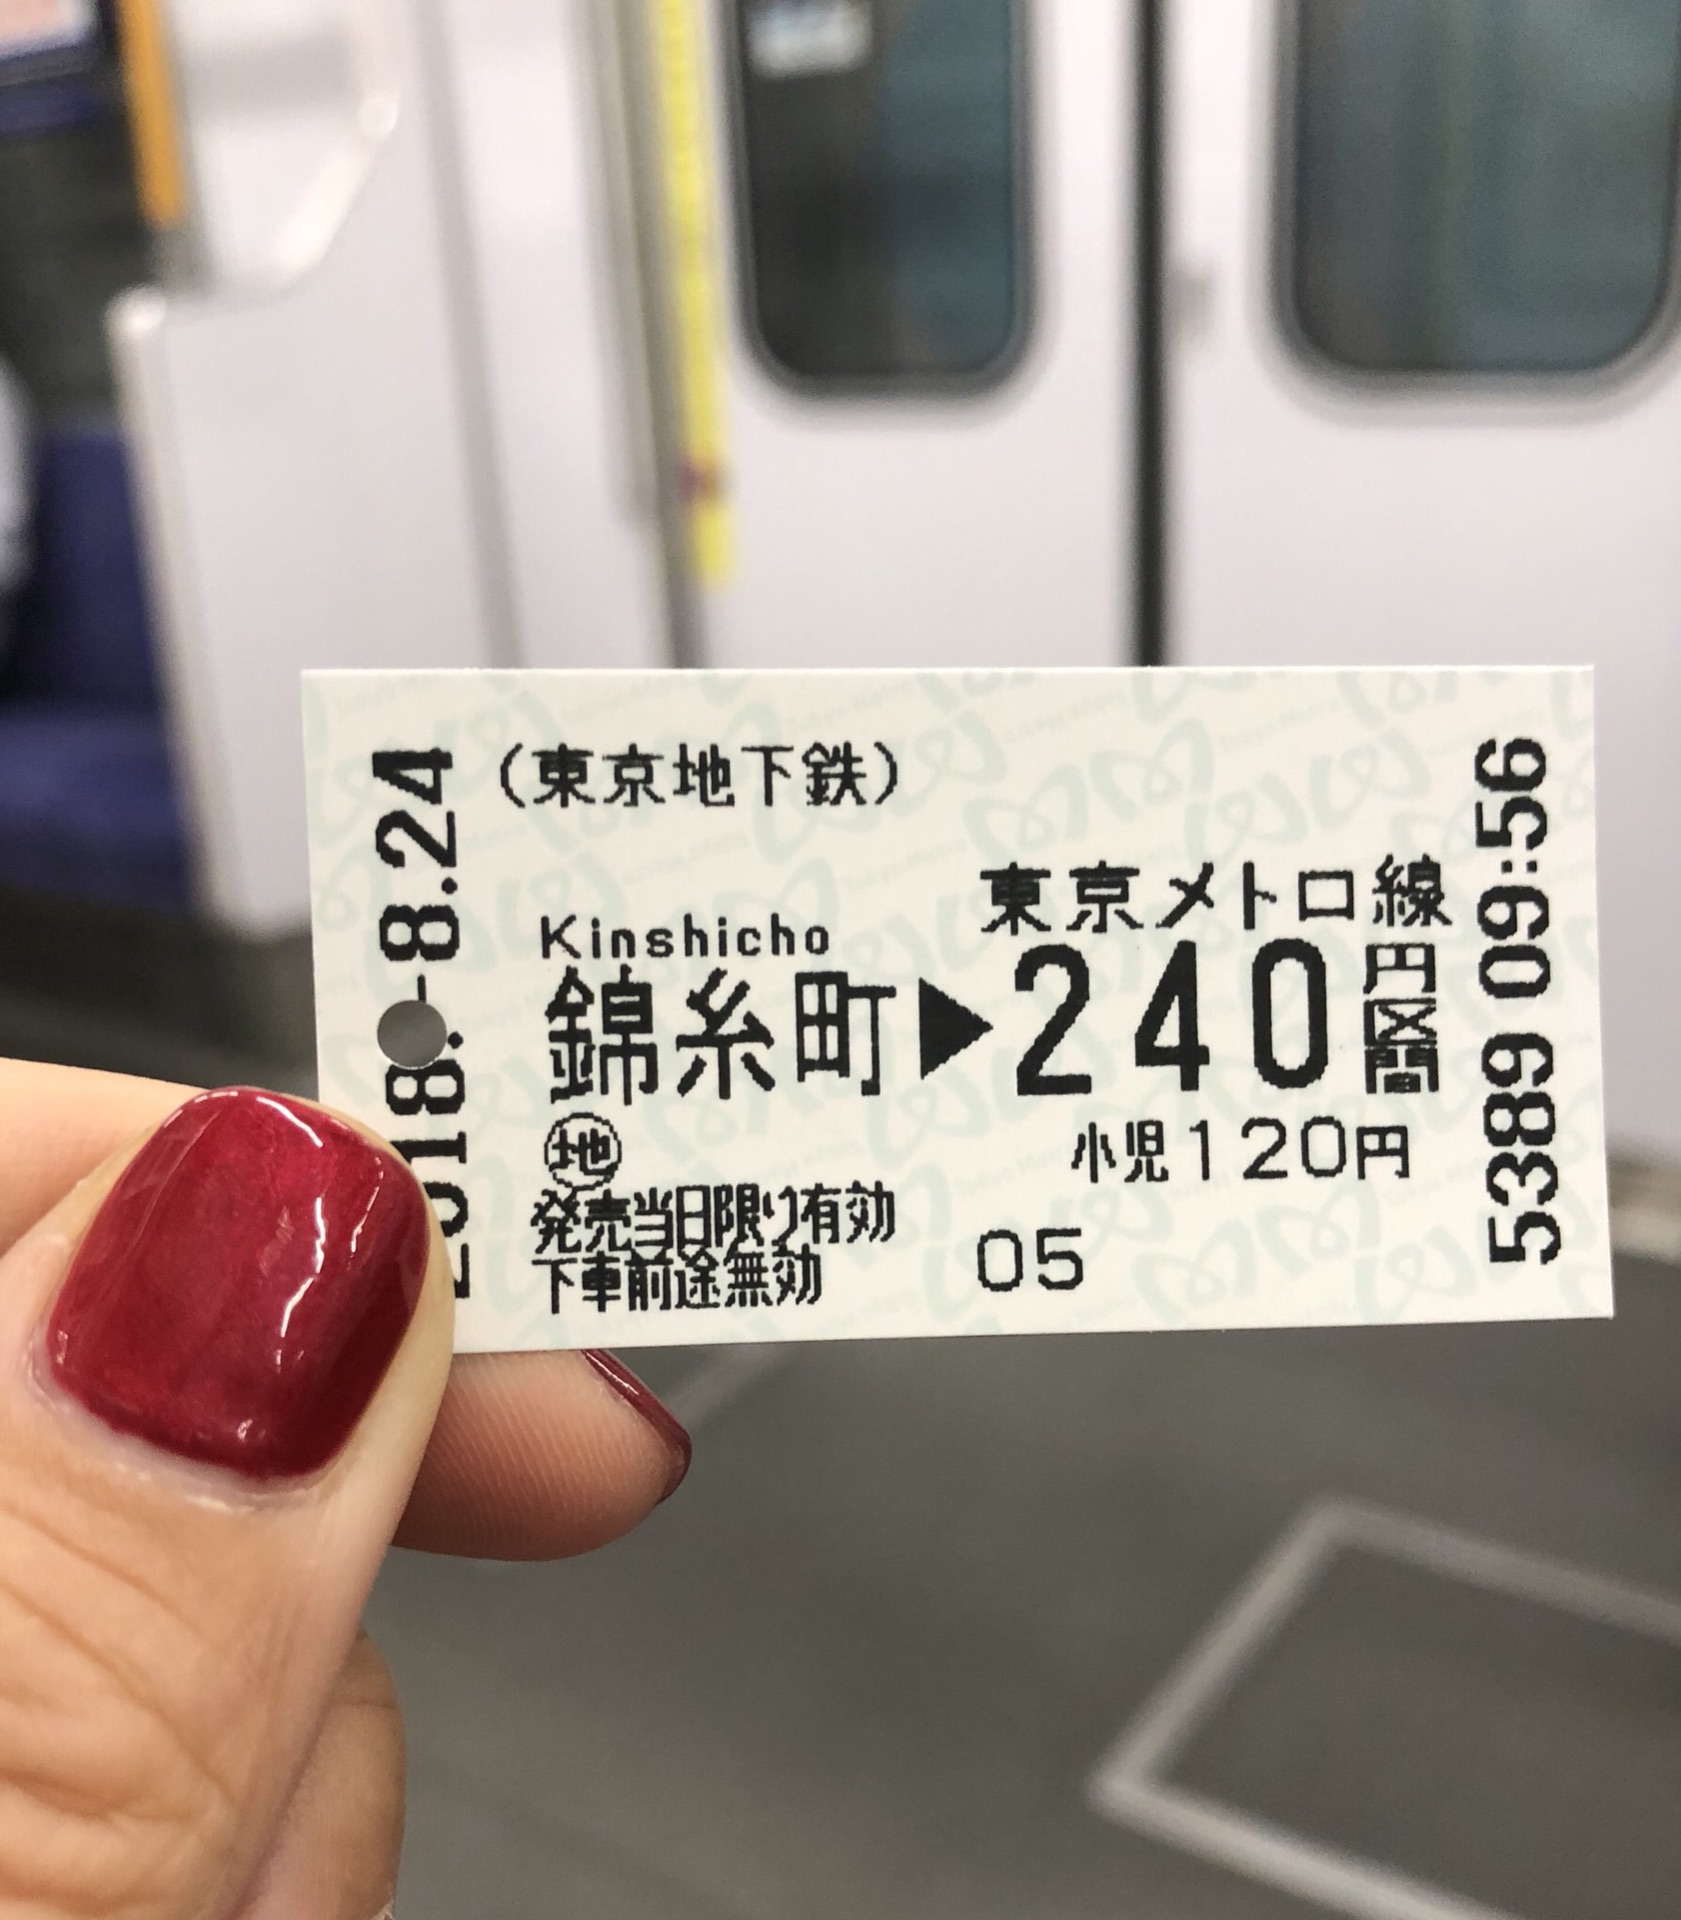 (東京地下鉄)
東京メトロ線
Kinshicho
錦糸町▶240円区間
小児120円
㊞地
発売当日限り有効
下車前途無効
05
2018.-8.24
5389 09:56